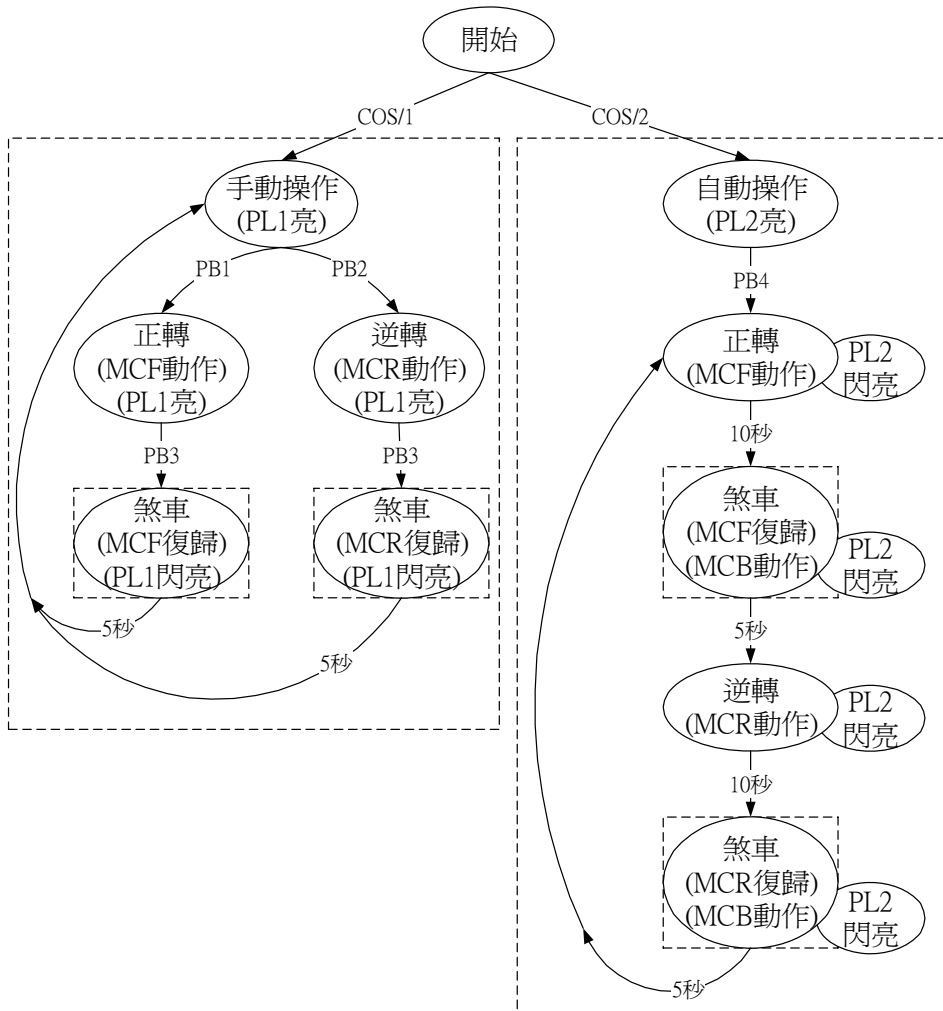 開始
COS/1
COS/2
手動操作
(PL1亮)
PB1
PB2
正轉
(MCF動作)
(PL1亮)
逆轉
(MCR動作)
(PL1亮)
PB3
PB3
煞車
(MCF復歸)
(PL1閃亮)
煞車
(MCR復歸)
(PL1閃亮)
5秒
5秒
自動操作
(PL2亮)
PB4
正轉
(MCF動作)
PL2
閃亮
10秒
煞車
(MCF復歸)
(MCB動作)
PL2
閃亮
5秒
逆轉
(MCR動作)
PL2
閃亮
10秒
煞車
(MCR復歸)
(MCB動作)
PL2
閃亮
5秒